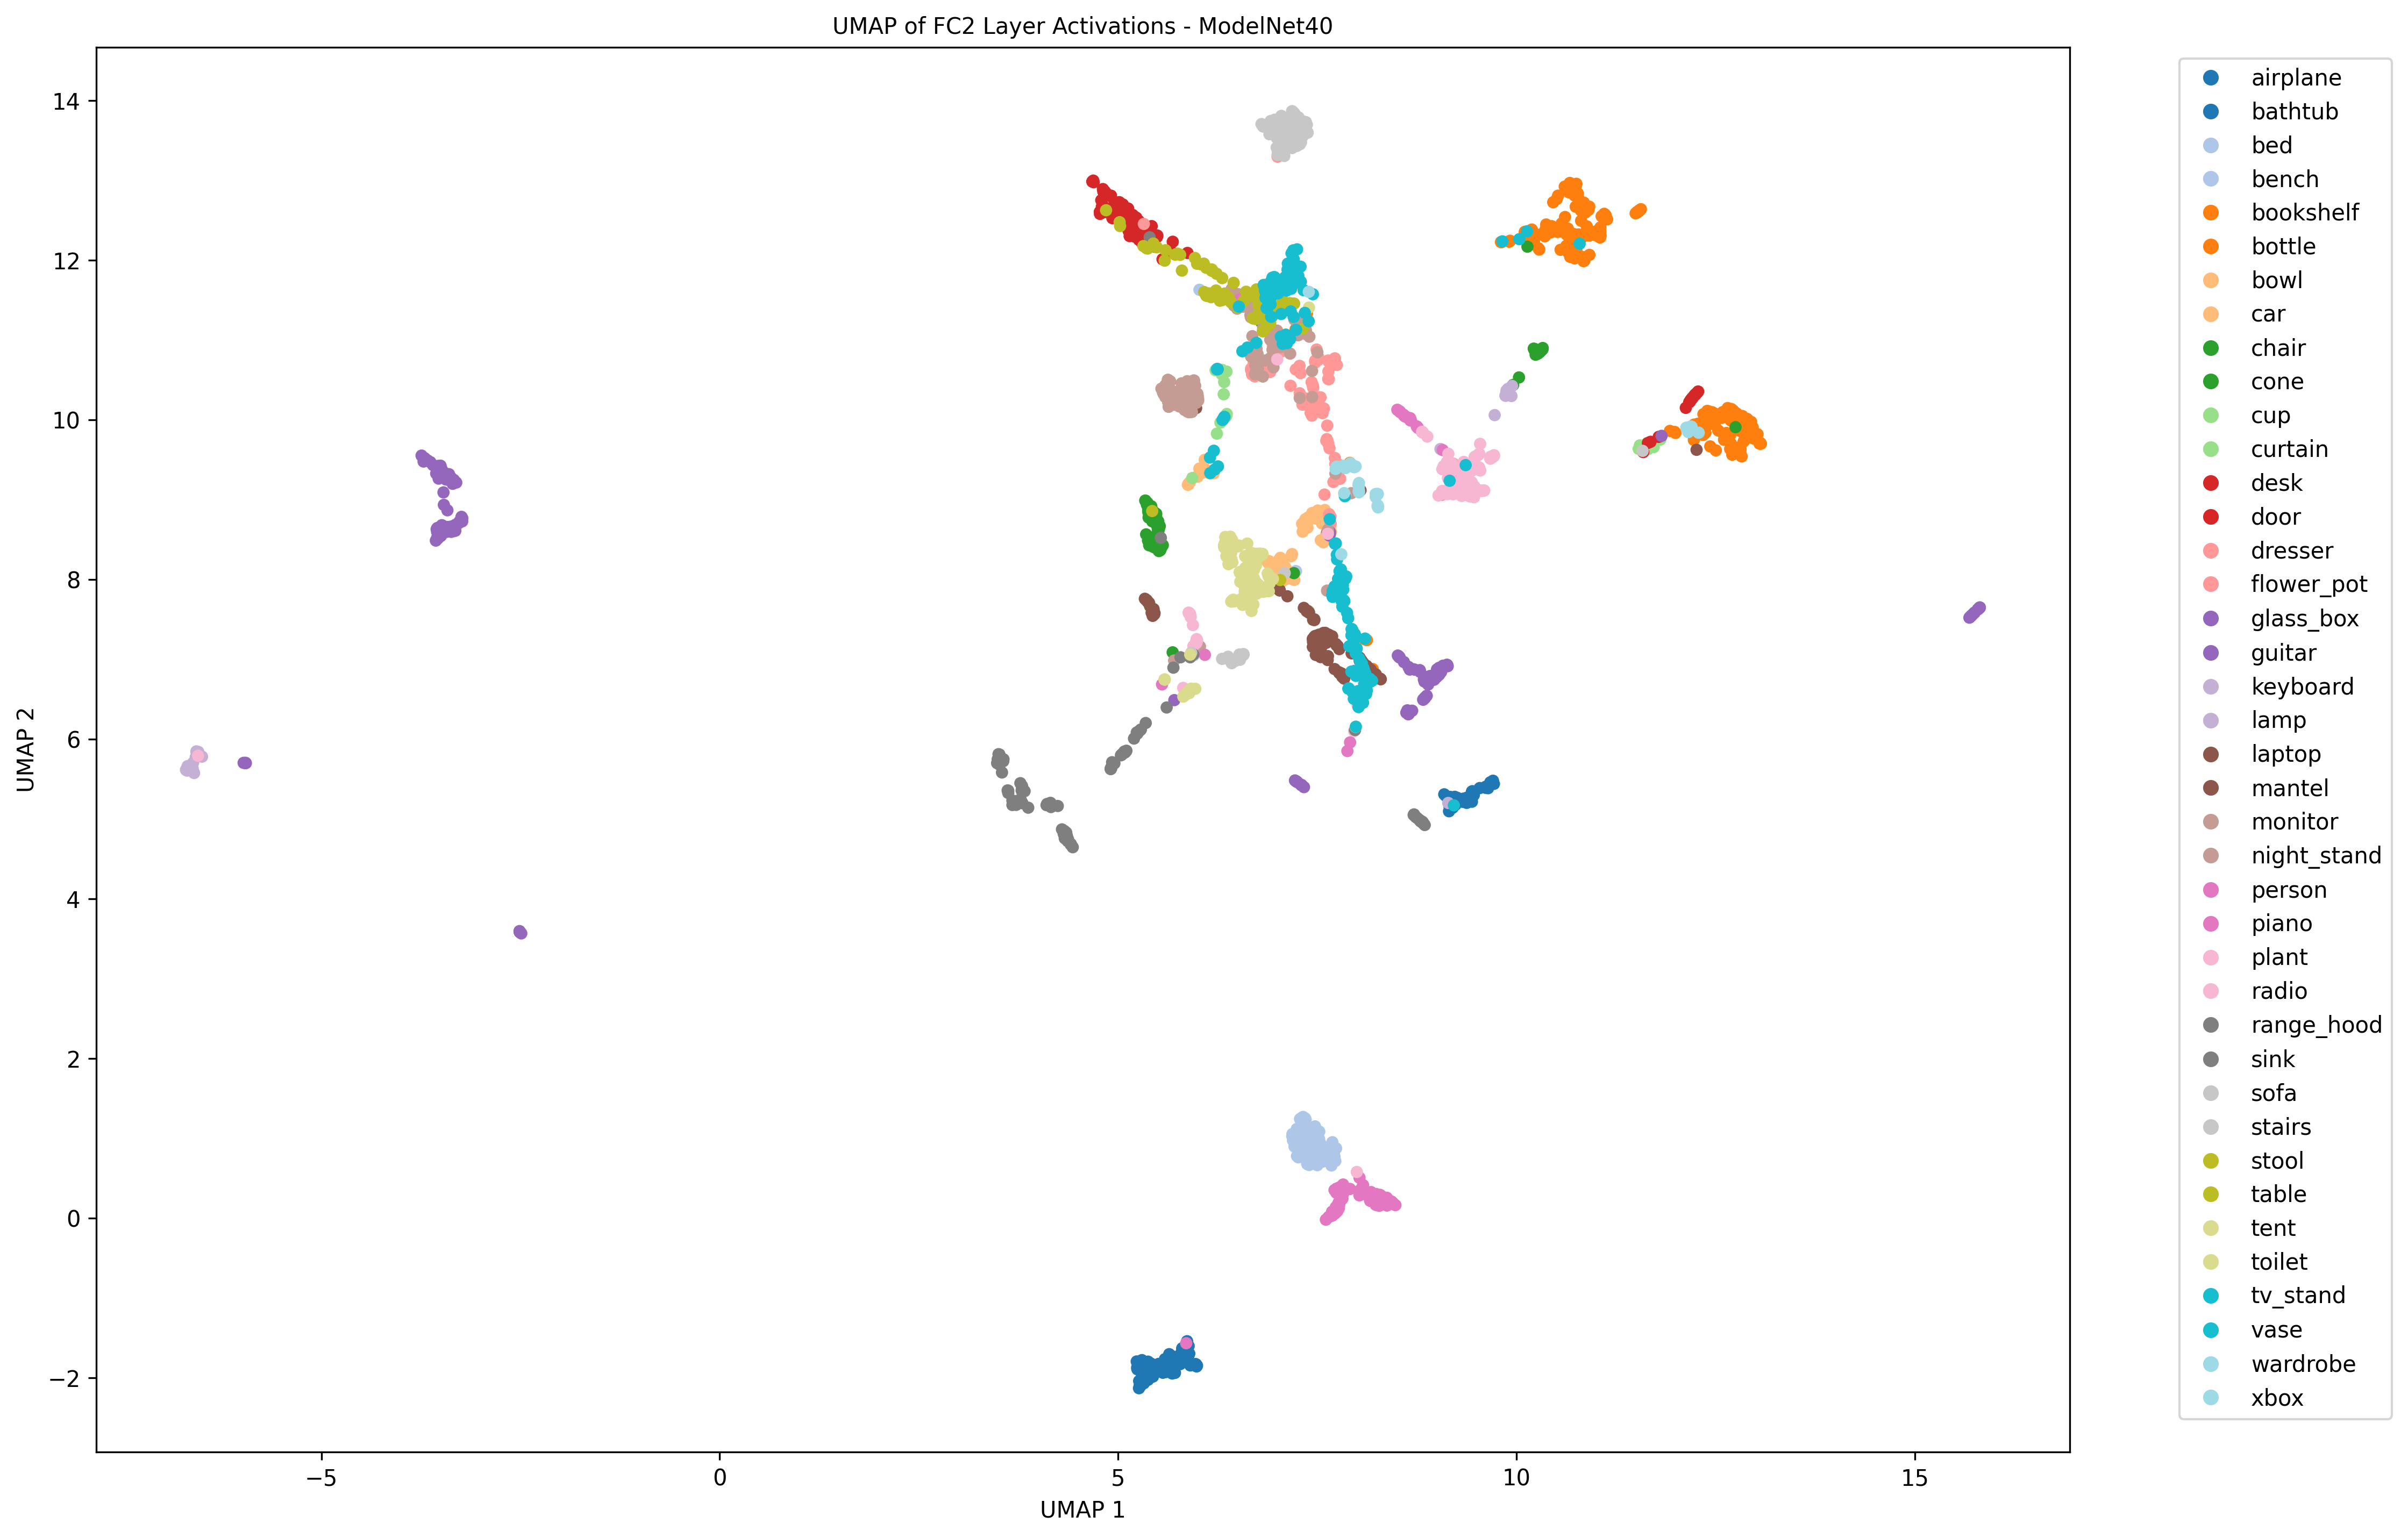 UMAP of FC2 Layer Activations - ModelNet40
14
12
10
8
6
4
2
0
−2
UMAP 2
−5
0
5
10
15
UMAP 1
airplane
bathtub
bed
bench
bookshelf
bottle
bowl
car
chair
cone
cup
curtain
desk
door
dresser
flower_pot
glass_box
guitar
keyboard
lamp
laptop
mantel
monitor
night_stand
person
piano
plant
radio
range_hood
sink
sofa
stairs
stool
table
tent
toilet
tv_stand
vase
wardrobe
xbox